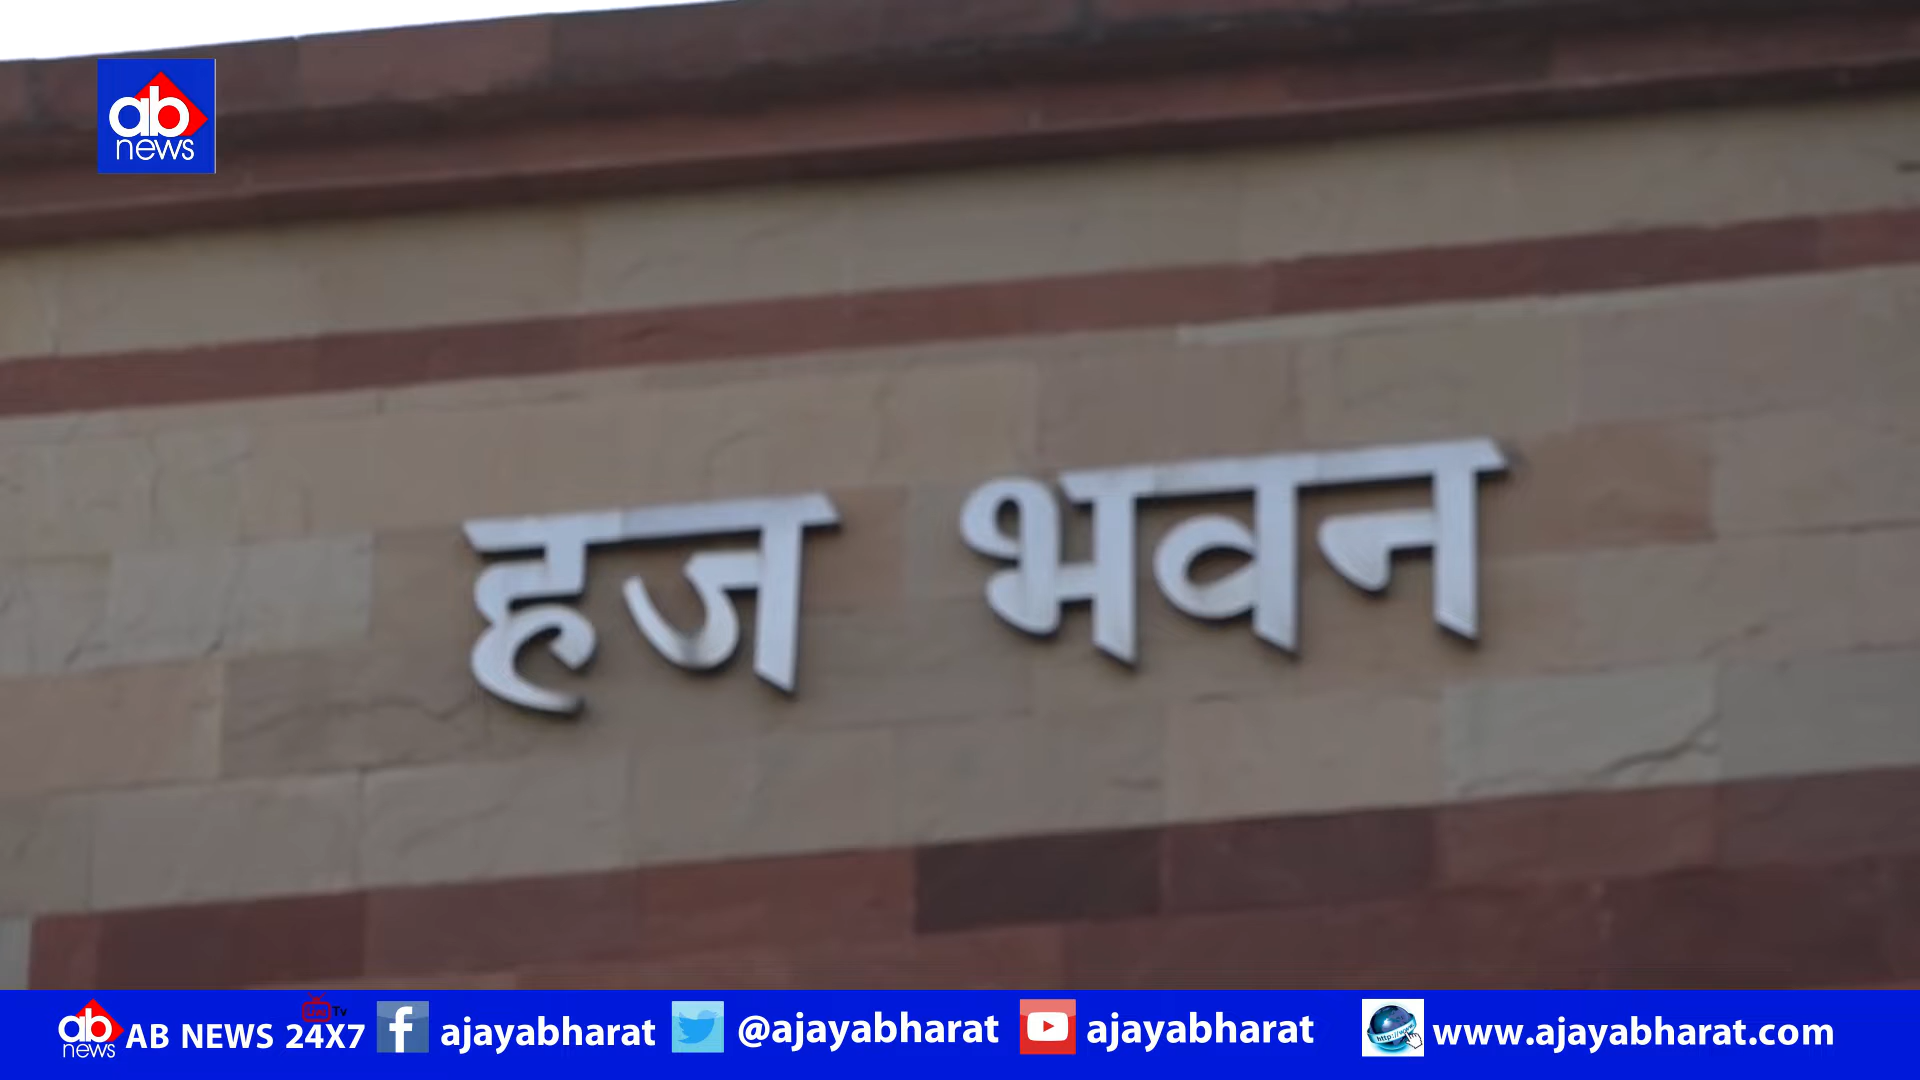 ab
news
हज भवन
ab
news
AB NEWS 24X7
ajayabharat
@ajayabharat
ajayabharat
www.ajayabharat.com